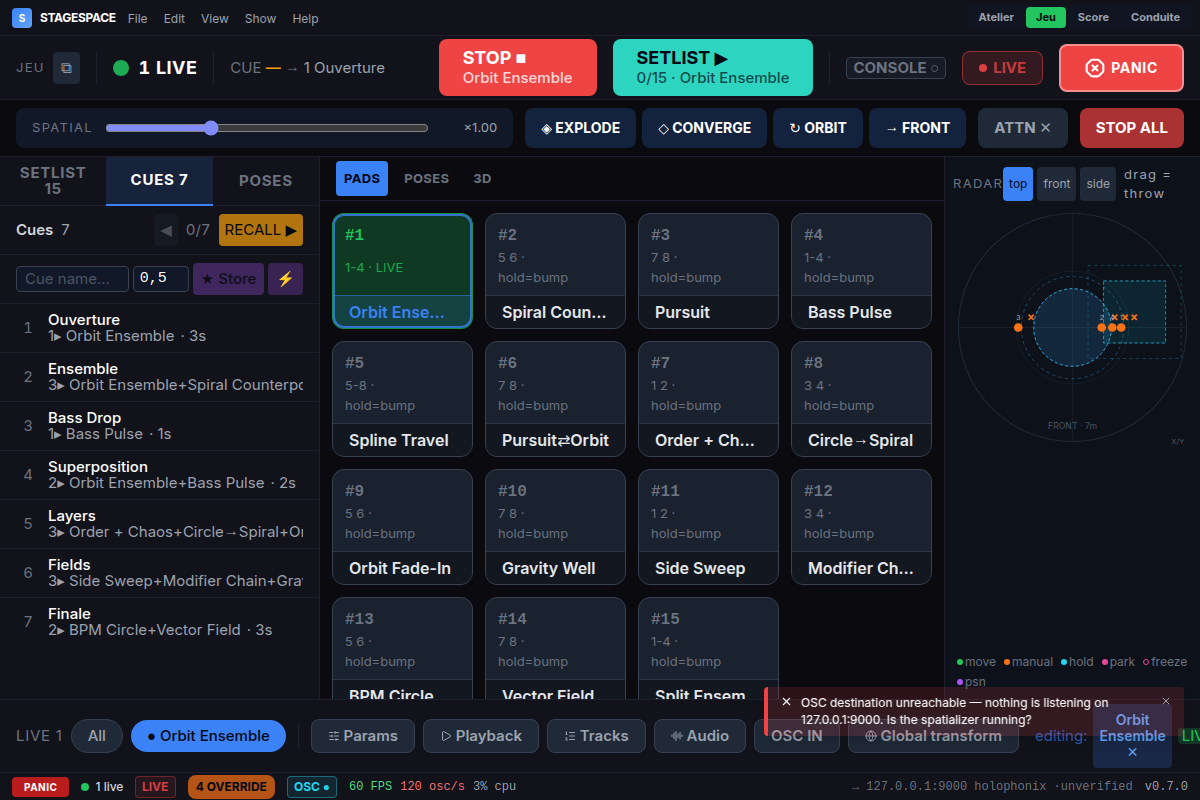 S STAGESPACE File Edit View Show Help Atelier Jeu Score Conduite
JEU 1 LIVE CUE — → 1 Ouverture
STOP ■
Orbit Ensemble
SETLIST ▶
0/15 · Orbit Ensemble
CONSOLE ○ LIVE PANIC
SPATIAL ×1.00 ◈ EXPLODE ◇ CONVERGE ↻ ORBIT → FRONT ATTN ✕ STOP ALL
SETLIST
15
CUES 7 POSES
Cues 7 ◀ 0/7 RECALL ▶
Cue name... 0,5 ★ Store ⚡
1 Ouverture
1▸ Orbit Ensemble · 3s
2 Ensemble
3▸ Orbit Ensemble+Spiral Counterpo
3 Bass Drop
1▸ Bass Pulse · 1s
4 Superposition
2▸ Orbit Ensemble+Bass Pulse · 2s
5 Layers
3▸ Order + Chaos+Circle→Spiral+Or
6 Fields
3▸ Side Sweep+Modifier Chain+Gra
7 Finale
2▸ BPM Circle+Vector Field · 3s
PADS POSES 3D
#1
1-4 · LIVE
Orbit Ense...
#2
5 6 ·
hold=bump
Spiral Coun...
#3
7 8 ·
hold=bump
Pursuit
#4
1-4 ·
hold=bump
Bass Pulse
#5
5-8 ·
hold=bump
Spline Travel
#6
7 8 ·
hold=bump
Pursuit⇄Orbit
#7
1 2 ·
hold=bump
Order + Ch...
#8
3 4 ·
hold=bump
Circle→Spiral
#9
5 6 ·
hold=bump
Orbit Fade-In
#10
7 8 ·
hold=bump
Gravity Well
#11
1 2 ·
hold=bump
Side Sweep
#12
3 4 ·
hold=bump
Modifier Ch...
#13
5 6 ·
hold=bump
BPM Circle
#14
7 8 ·
hold=bump
Vector Field
#15
1-4 ·
hold=bump
Split Ensem
RADAR top front side drag =
throw
3 2
FRONT · 7m
X/Y
move manual hold park freeze
psn
✕ OSC destination unreachable — nothing is listening on ✕
127.0.0.1:9000. Is the spatializer running?
LIVE 1 All ● Orbit Ensemble Params Playback Tracks Audio OSC IN Global transform editing:
Orbit
Ensemble
✕
LIV
PANIC 1 live LIVE 4 OVERRIDE OSC ● 60 FPS 120 osc/s 3% cpu → 127.0.0.1:9000 holophonix ·unverified v0.7.0